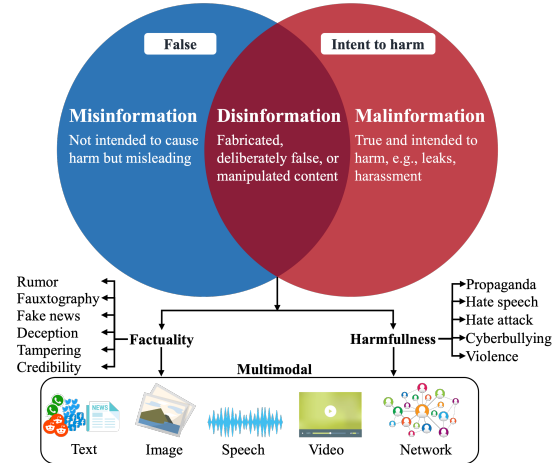 False
Intent to harm
Misinformation
Not intended to cause
harm but misleading
Disinformation
Fabricated,
deliberately false, or
manipulated content
Malinformation
True and intended to
harm, e.g., leaks,
harassment
Rumor
Fauxtography
Fake news
Deception
Tampering
Credibility
Factuality
Harmfullness
Propaganda
Hate speech
Hate attack
Cyberbullying
Violence
Multimodal
NEWS
Text
Image
Speech
Video
Network